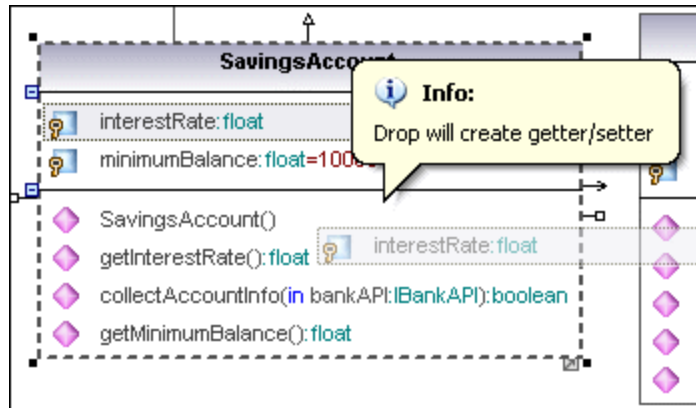 SavingsAccount
Info:
Drop will create getter/setter
interestRate:float
minimumBalance:float=1000
SavingsAccount()
getInterestRate():float
interestRate:float
collectAccountInfo(in bankAPI:IBankAPI):boolean
getMinimumBalance():float